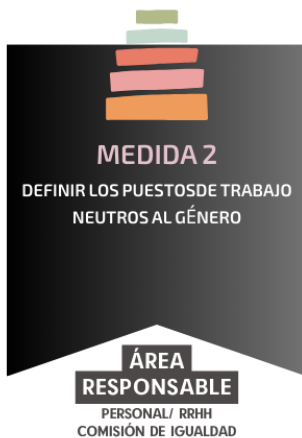 MEDIDA 2
DEFINIR LOS PUESTOSDE TRABAJO
NEUTROS AL GÉNERO
ÁREA
RESPONSABLE
PERSONAL/ RRHH
COMISIÓN DE IGUALDAD